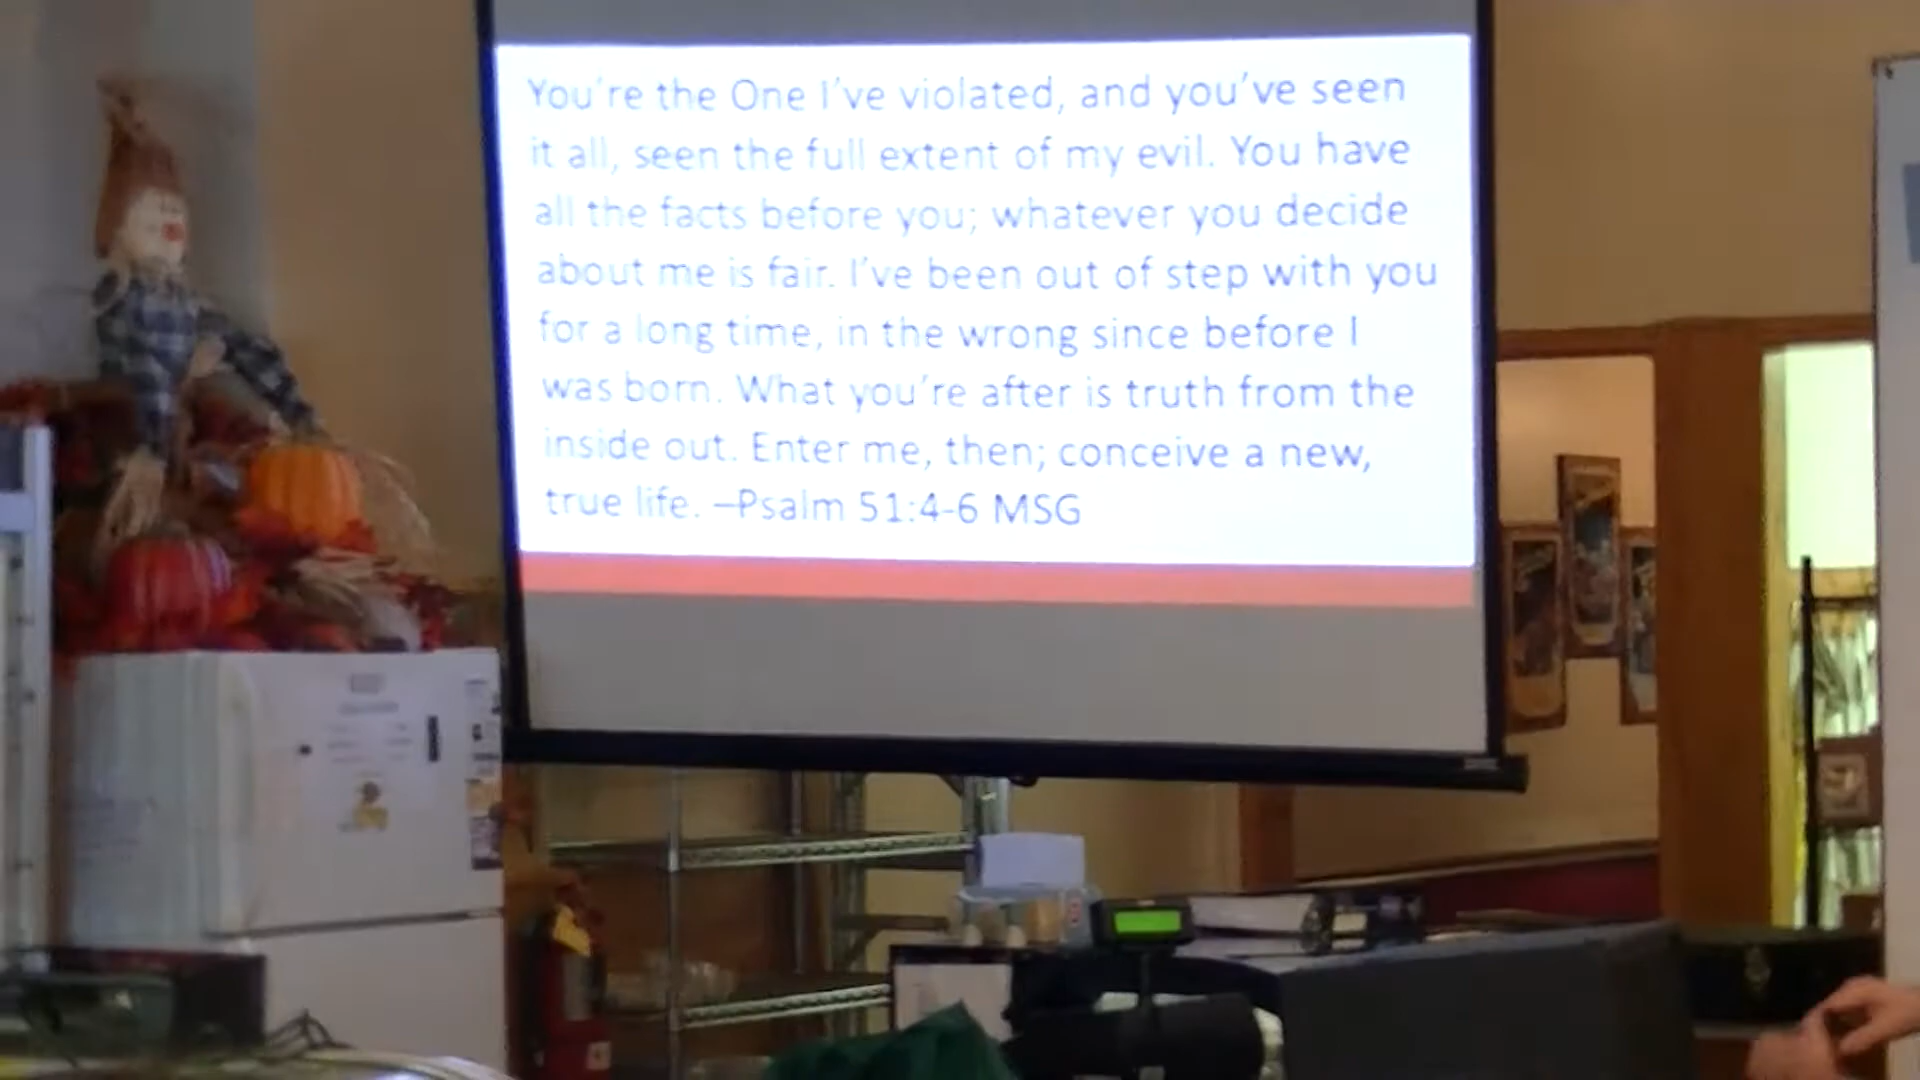 You're the One I've violated, and you've seen
it all, seen the full extent of my evil. You have
all the facts before you; whatever you decide
about me is fair. I've been out of step with you
for a long time, in the wrong since before I
was born. What you're after is truth from the
inside out. Enter me, then; conceive a new,
true life. –Psalm 51:4-6 MSG